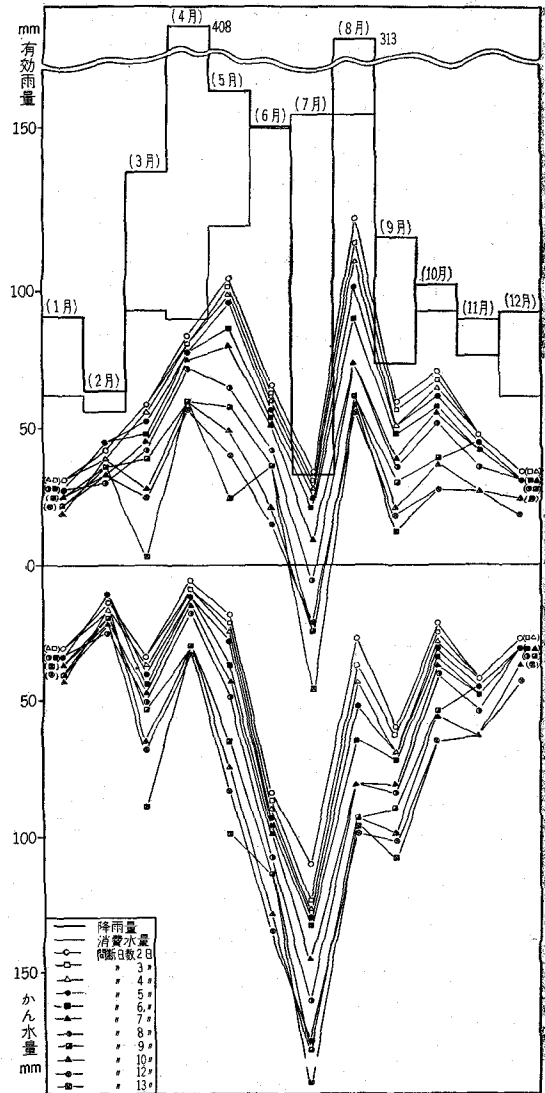 mm
有効雨量
150
100
50
0
50
100
150
かん水量
mm
(1月)
(2月)
(3月)
(4月)
408
(5月)
(6月)
(7月)
(8月)
313
(9月)
(10月)
(11月)
(12月)
降雨量
消費水量
間断日数2日
〃 3〃
〃 4〃
〃 5〃
〃 6〃
〃 7〃
〃 8〃
〃 9〃
〃 10〃
〃 12〃
〃 13〃